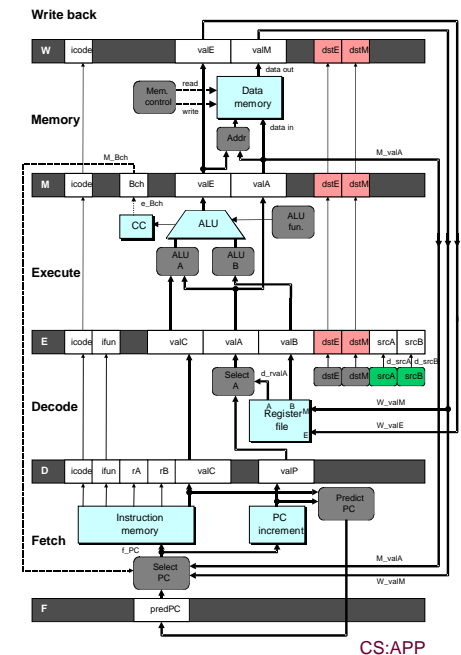 Write back
W icode valE valM dstE dstM
data out
read
Mem. control
Data memory
write
Memory
Addr
data in
M_Bch
M_valA
M icode Bch valE valA dstE dstM
e_Bch
CC
ALU
ALU fun.
ALU A
ALU B
Execute
E icode ifun valC valA valB dstE dstM srcA srcB
d_srcA d_srcB
Select A
d_rvalA
dstE dstM srcA srcB
A B
M
Register file
E
W_valM
W_valE
Decode
D icode ifun rA rB valC valP
Predict PC
Instruction memory
PC increment
Fetch
f_PC
M_valA
Select PC
W_valM
F predPC
CS:APP